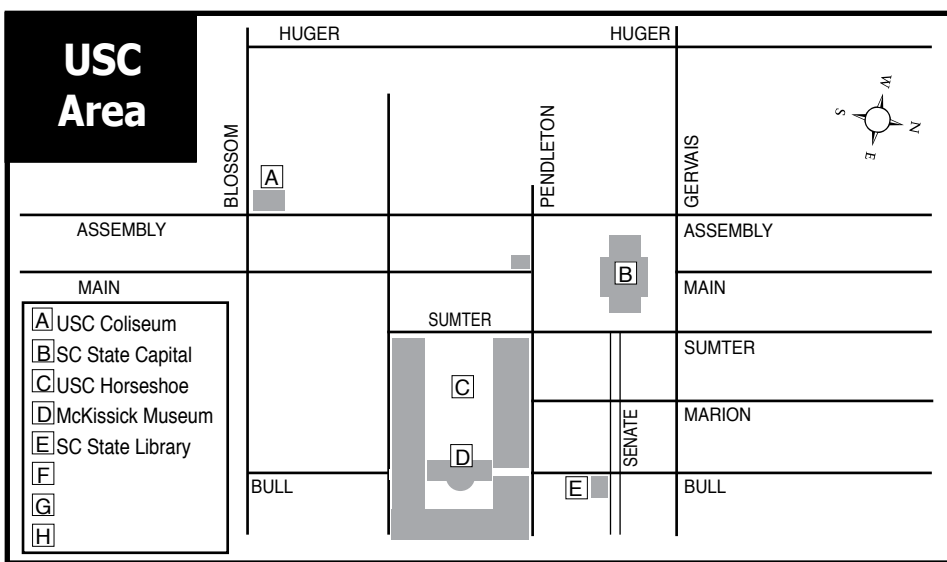 USC
Area
HUGER
HUGER
BLOSSOM
PENDLETON
GERVAIS
W
S
N
E
A
ASSEMBLY
ASSEMBLY
B
MAIN
MAIN
A USC Coliseum
B SC State Capital
C USC Horseshoe
D McKissick Museum
E SC State Library
F
G
H
SUMTER
SUMTER
C
MARION
SENATE
D
BULL
E
BULL